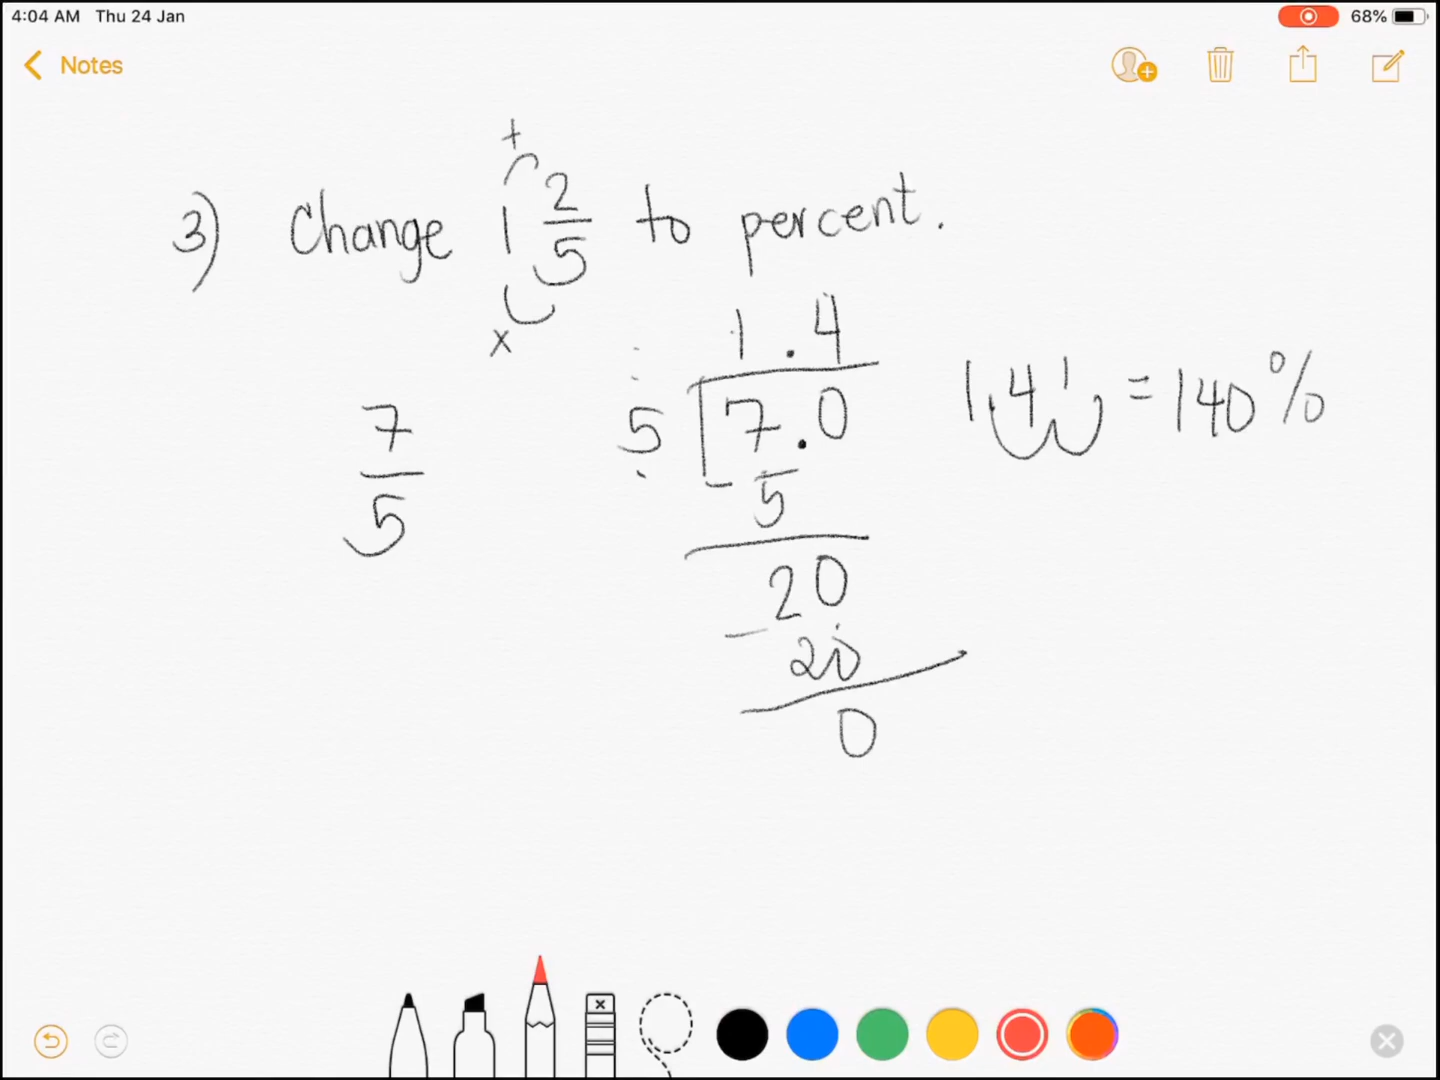 4:04 AM Thu 24 Jan 68%
Notes
+
3) Change 1 2/5 to percent.
x
1.4
7/5 5 7.0 1.4 = 140%
5
20
- 20
0